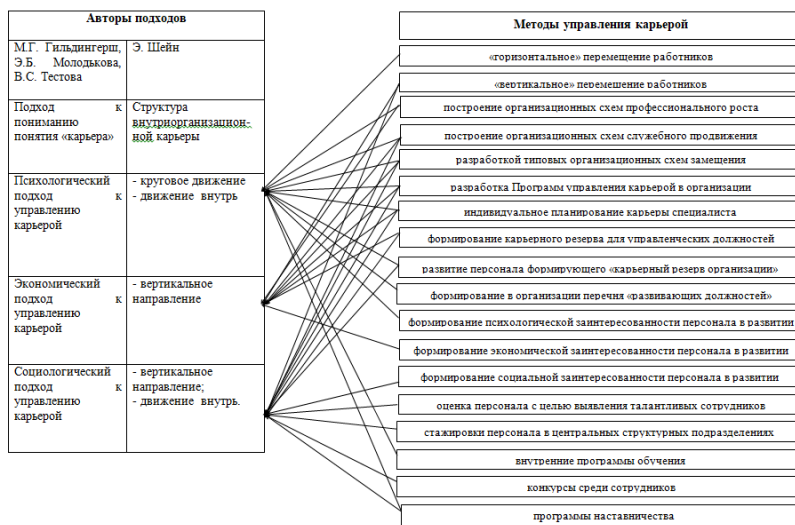 Авторы подходов
М.Г. Гильдингерш,
Э.Б. Молодькова,
В.С. Тестова
Э. Шейн
Подход к
пониманию
понятия «карьера»
Структура
внутриорганизацион-
ной карьеры
Психологический
подход к
управлению
карьерой
- круговое движение
- движение внутрь
Экономический
подход к
управлению
карьерой
- вертикальное
направление
Социологический
подход к
управлению
карьерой
- вертикальное
направление;
- движение внутрь.
Методы управления карьерой
«горизонтальное» перемещение работников
«вертикальное» перемещение работников
построение организационных схем профессионального роста
построение организационных схем служебного продвижения
разработкой типовых организационных схем замещения
разработка Программ управления карьерой в организации
индивидуальное планирование карьеры специалиста
формирование карьерного резерва для управленческих должностей
развитие персонала формирующего «карьерный резерв организации»
формирование в организации перечня «развивающих должностей»
формирование психологической заинтересованности персонала в развитии
формирование экономической заинтересованности персонала в развитии
формирование социальной заинтересованности персонала в развитии
оценка персонала с целью выявления талантливых сотрудников
стажировки персонала в центральных структурных подразделениях
внутренние программы обучения
конкурсы среди сотрудников
программы наставничества